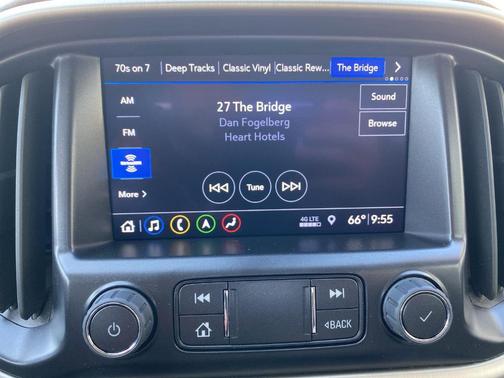 70s on 7 Deep Tracks Classic Vinyl Classic Rew... The Bridge
AM
27 The Bridge
Sound
Dan Fogelberg
Browse
FM
Heart Hotels
More >
Tune
4G LTE
66° 9:55
BACK